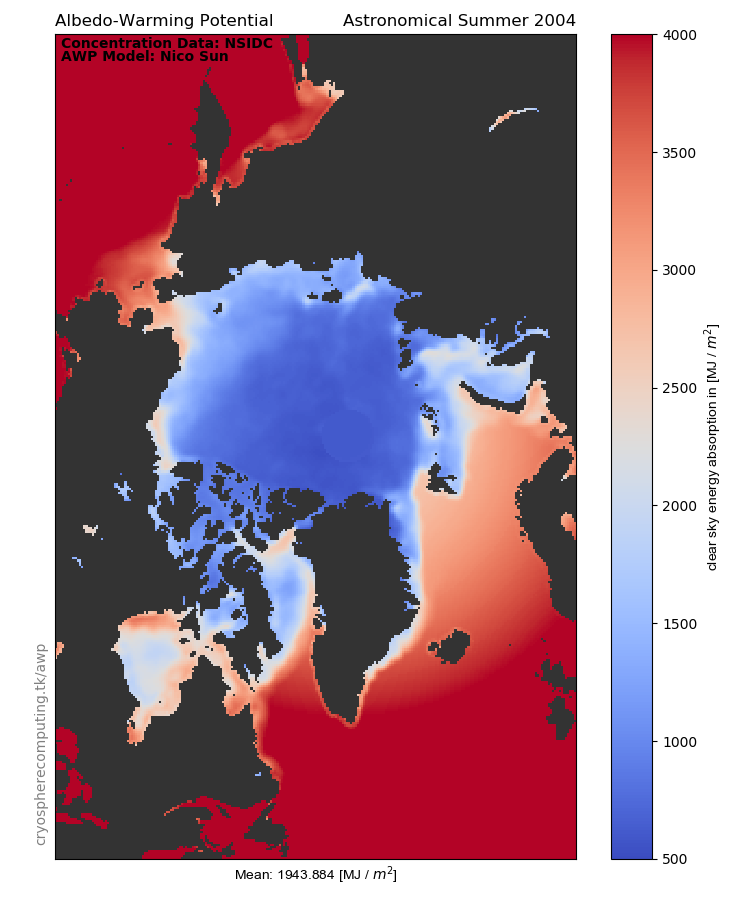 Albedo-Warming Potential Astronomical Summer 2004
Concentration Data: NSIDC
AWP Model: Nico Sun
4000
3500
3000
2500
2000
1500
1000
500
clear sky energy absorption in [MJ / m²]
cryospherecomputing.tk/awp
Mean: 1943.884 [MJ / m²]